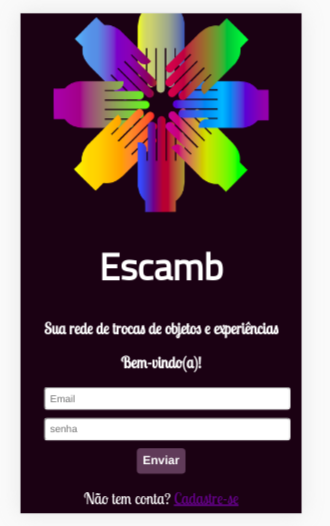 Escamb
Sua rede de trocas de objetos e experiências
Bem-vindo(a)!
Email
senha
Enviar
Não tem conta? Cadastre-se